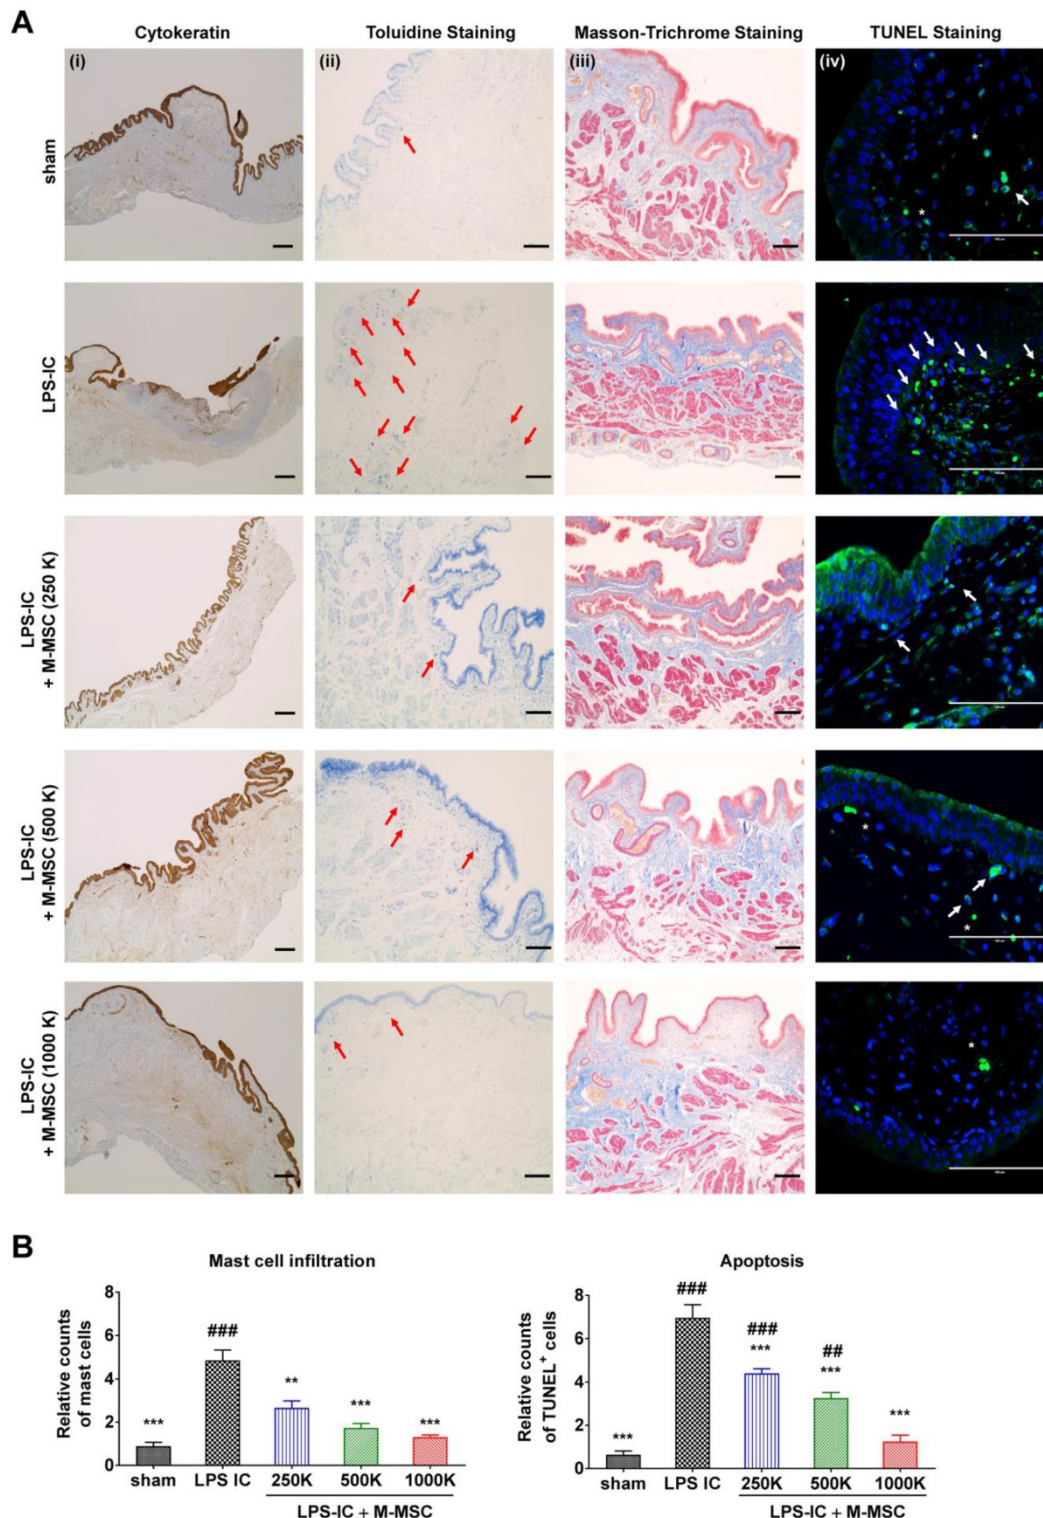 A
Cytokeratin
Toluidine Staining
Masson-Trichrome Staining
TUNEL Staining
(i)
(ii)
(iii)
(iv)
sham
*
*
LPS-IC
LPS-IC
+ M-MSC (250 K)
LPS-IC
+ M-MSC (500 K)
*
*
LPS-IC
+ M-MSC (1000 K)
*
B
Mast cell infiltration
Relative counts
of mast cells
8
6
4
2
0
***
###
**
***
***
sham
LPS IC
250K
500K
1000K
LPS-IC + M-MSC
Apoptosis
Relative counts
of TUNEL+ cells
8
6
4
2
0
***
###
###
***
##
***
***
sham
LPS IC
250K
500K
1000K
LPS-IC + M-MSC